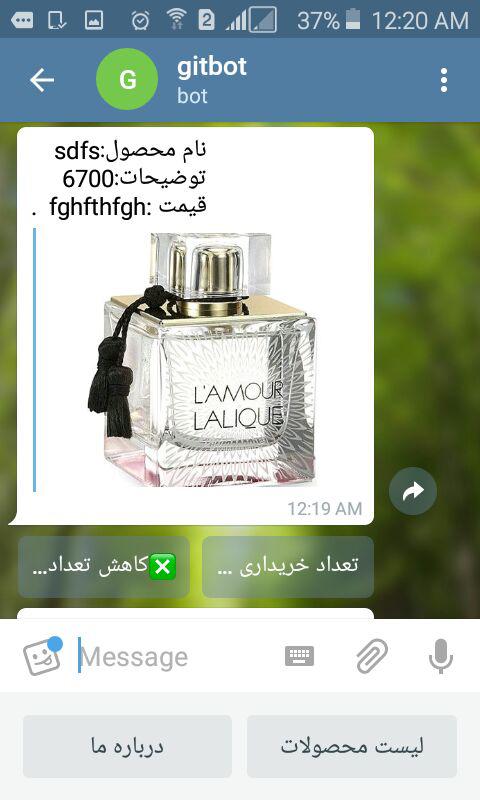 37% 12:20 AM
2
G
gitbot
bot
نام محصول:sdfs
توضیحات:6700
قیمت :fghfthfgh .
L'AMOUR
LALIQUE
12:19 AM
تعداد خریداری ...
❎کاهش تعداد...
Message
لیست محصولات
درباره ما